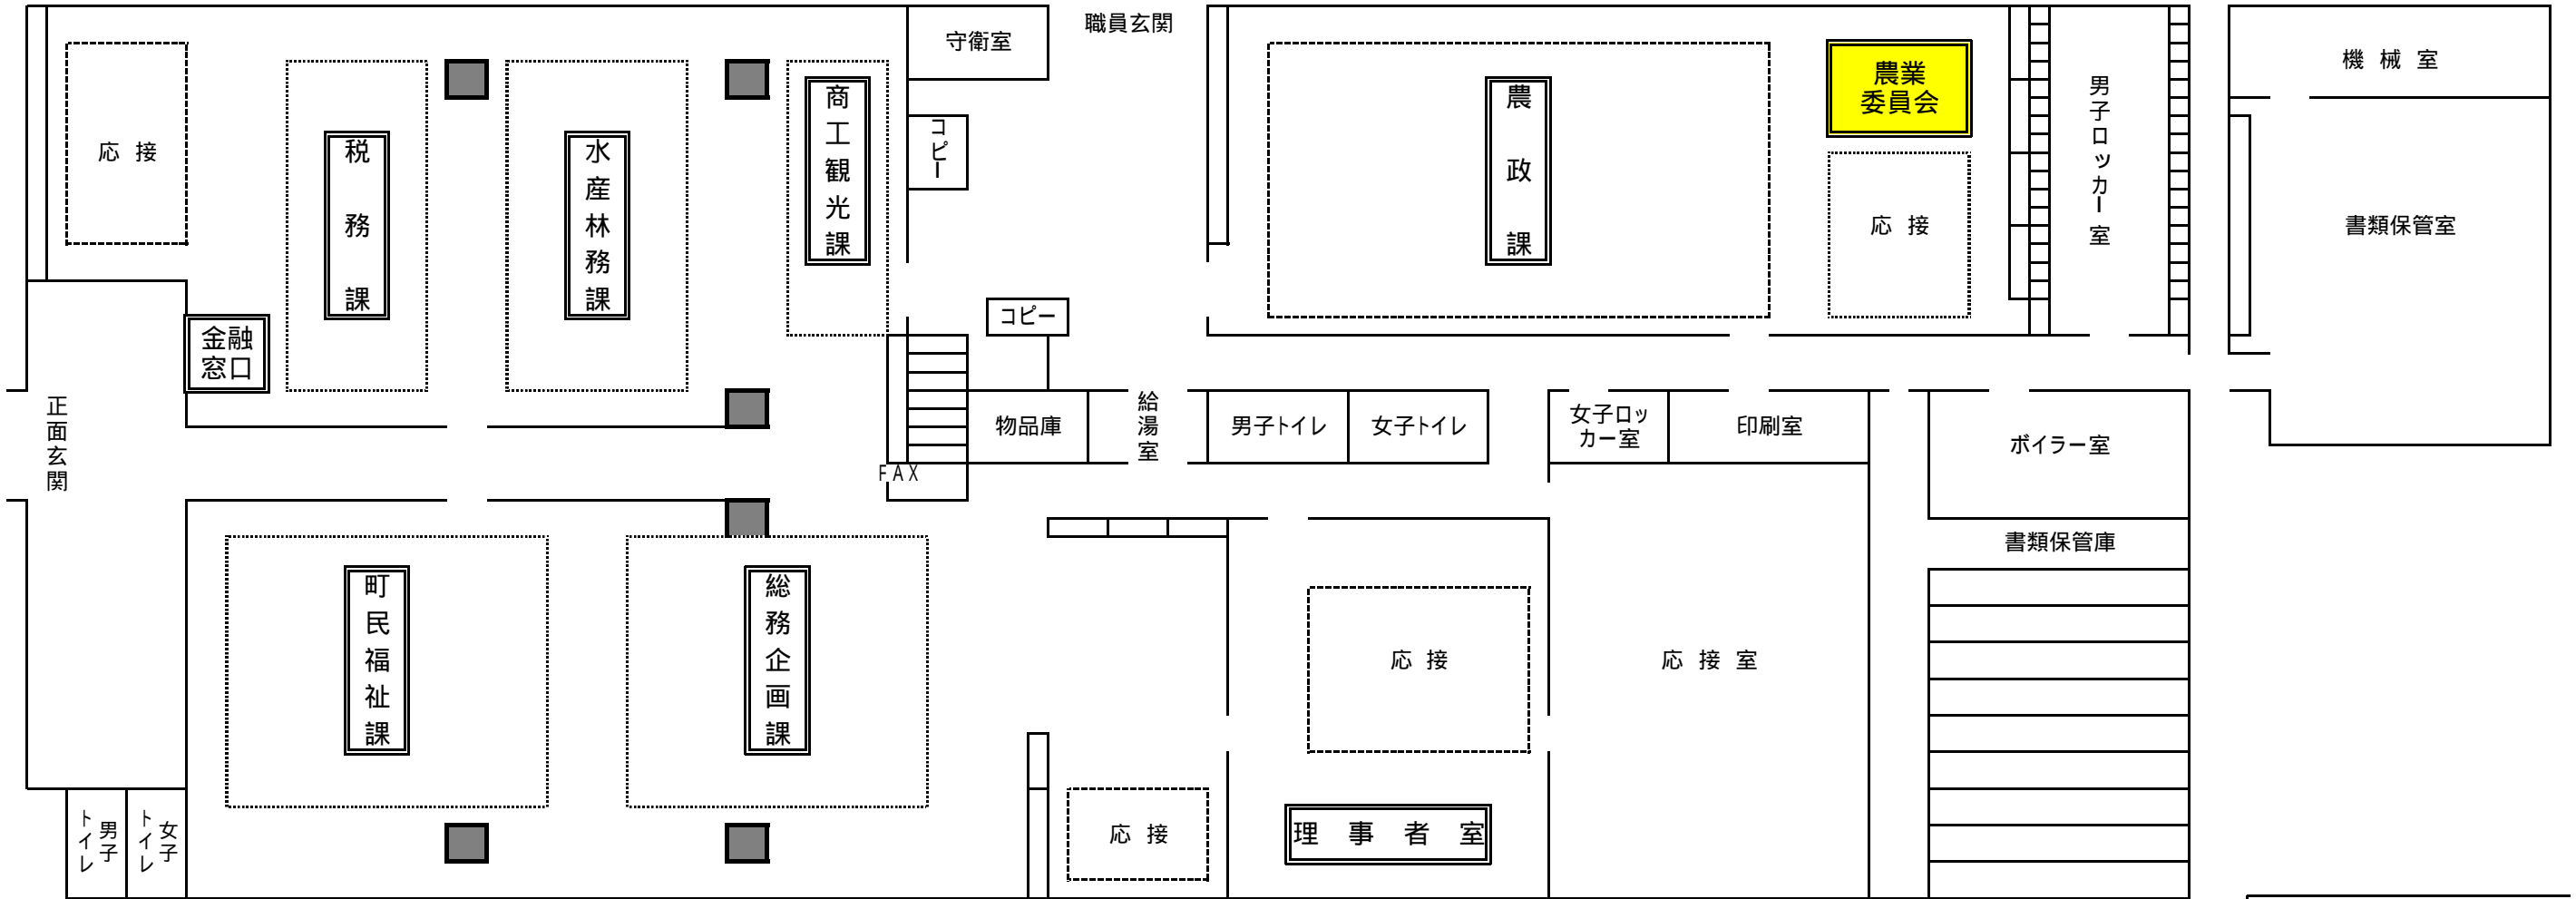 守衛室
職員玄関
機械室
応接
税務課
水産林務課
商工観光課
コピー
農政課
農業
委員会
応接
男子ロッカー室
書類保管室
金融
窓口
コピー
正面玄関
物品庫
給湯室
男子トイレ
女子トイレ
女子ロッ
カー室
印刷室
ボイラー室
FAX
書類保管庫
町民福祉課
総務企画課
応接
応接室
男子
トイレ
女子
トイレ
応接
理事者室